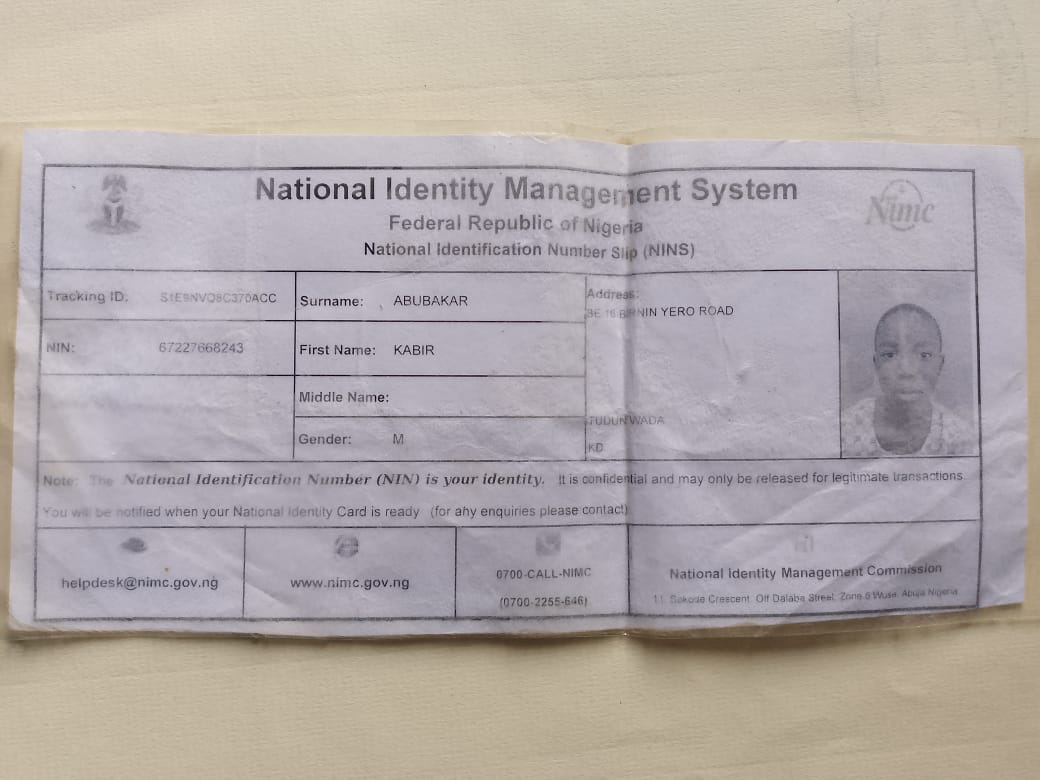 National Identity Management System
Federal Republic of Nigeria
National Identification Number Slip (NINS)
Nimc
Tracking ID:
NIN: 67227668243
Surname: ABUBAKAR
First Name: KABIR
Middle Name:
Gender: M
Address:
YERO ROAD
TUDUN WADA
KD
Note: The National Identification Number (NIN) is your identity. It is confidential and may only be released for legitimate transactions.
You will be notified when your National Identity Card is ready (for any enquiries please contact)
helpdesk@nimc.gov.ng
www.nimc.gov.ng
0700-CALL-NIMC
(0700-2255-646)
National Identity Management Commission
11, Sokode Crescent, Off Dalaba Street, Zone 5 Wuse, Abuja Nigeria